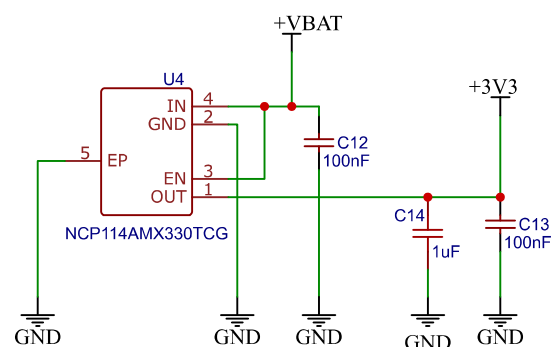 +VBAT
U4
+3V3
IN 4
GND 2
C12
100nF
5 EP
EN 3
OUT 1
C14
1uF
C13
100nF
NCP114AMX330TCG
GND
GND
GND
GND
GND